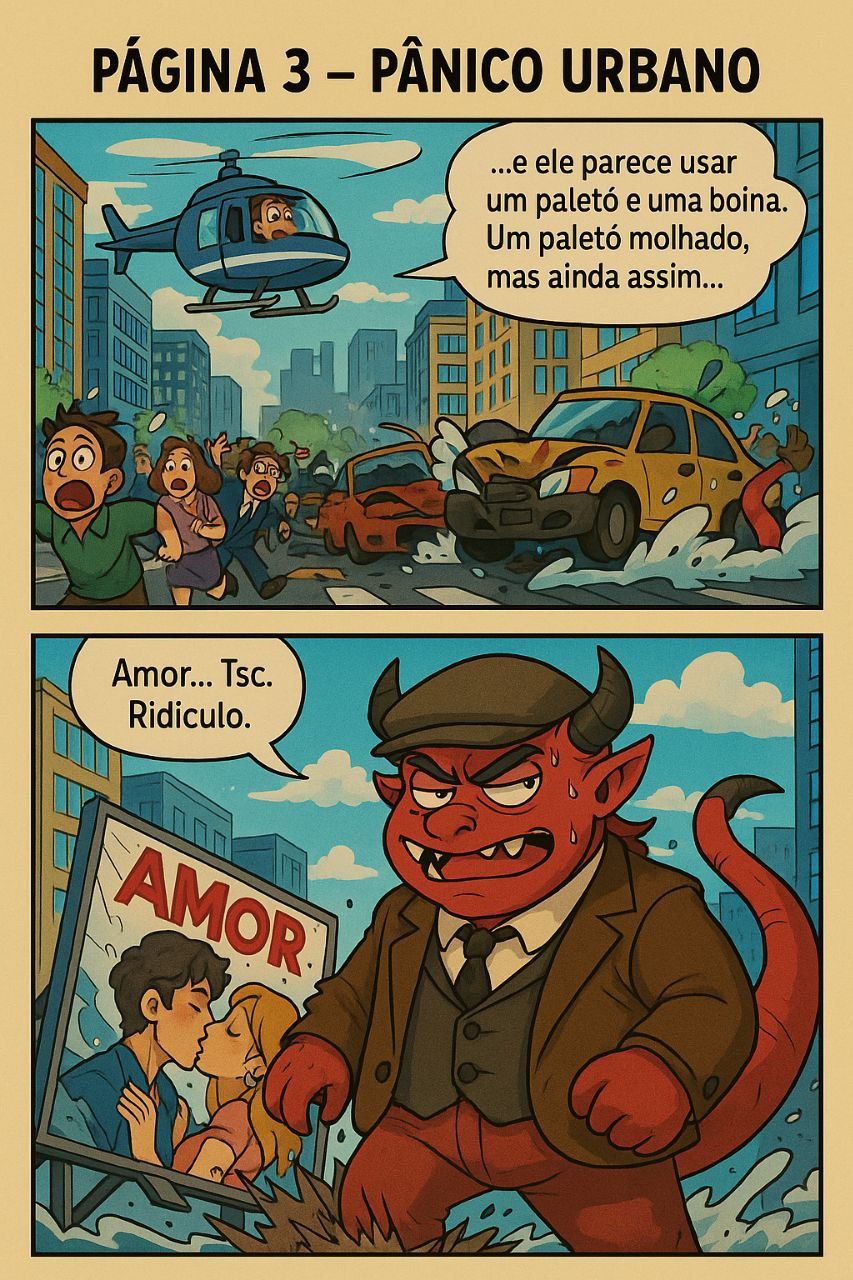 PÁGINA 3 – PÂNICO URBANO
...e ele parece usar
um paletó e uma boina.
Um paletó molhado,
mas ainda assim...
Amor... Tsc.
Ridiculo.
AMOR